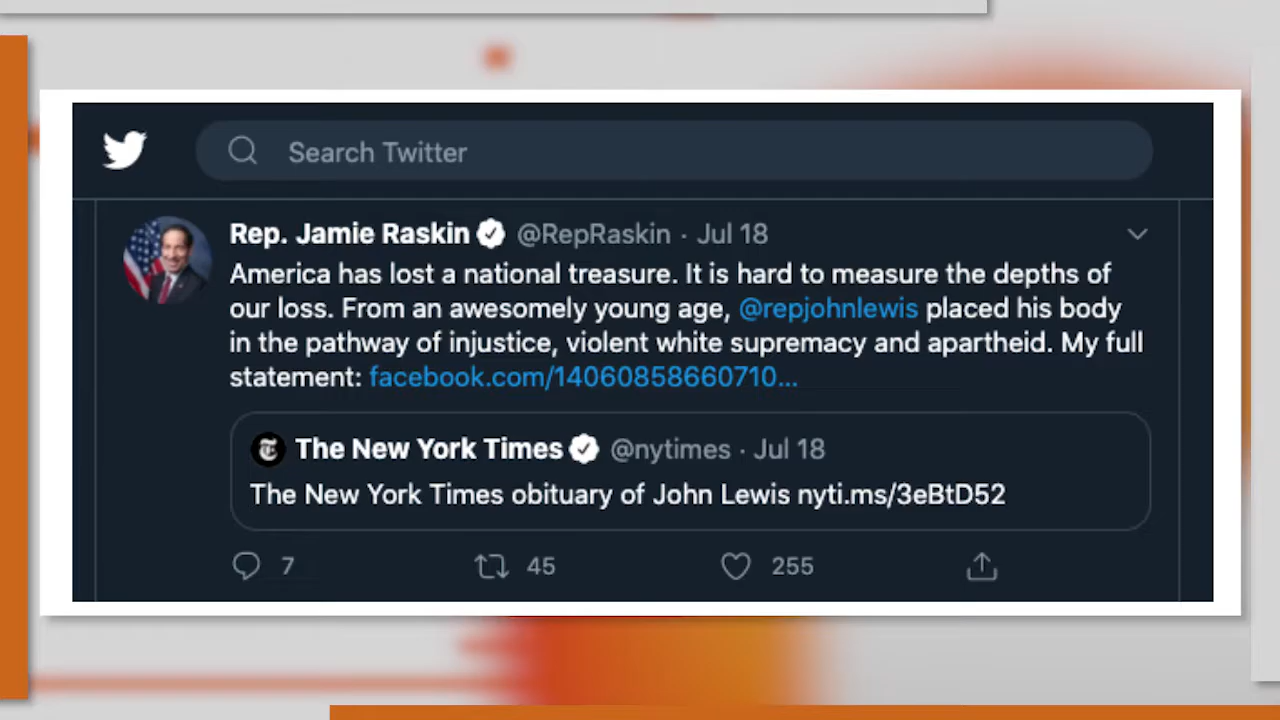 Search Twitter
Rep. Jamie Raskin @RepRaskin · Jul 18
America has lost a national treasure. It is hard to measure the depths of
our loss. From an awesomely young age, @repjohnlewis placed his body
in the pathway of injustice, violent white supremacy and apartheid. My full
statement: facebook.com/14060858660710...
The New York Times @nytimes · Jul 18
The New York Times obituary of John Lewis nyti.ms/3eBtD52
7 45 255